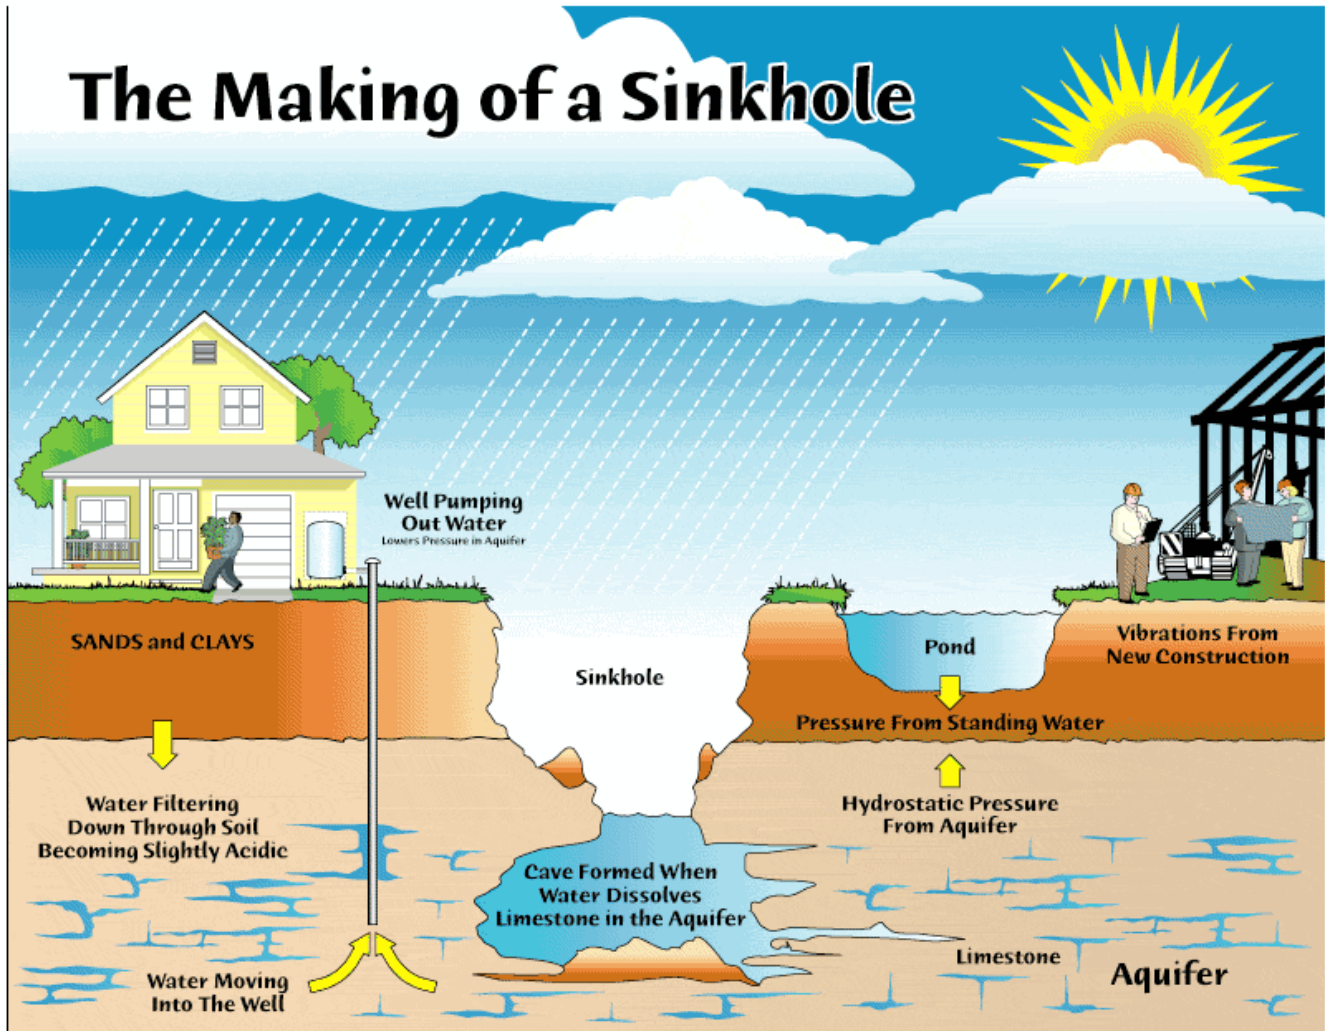 The Making of a Sinkhole
Well Pumping
Out Water
Lowers Pressure in Aquifer
SANDS and CLAYS
Sinkhole
Pond
Vibrations From
New Construction
Pressure From Standing Water
Water Filtering
Down Through Soil
Becoming Slightly Acidic
Hydrostatic Pressure
From Aquifer
Cave Formed When
Water Dissolves
Limestone in the Aquifer
Limestone
Aquifer
Water Moving
Into The Well